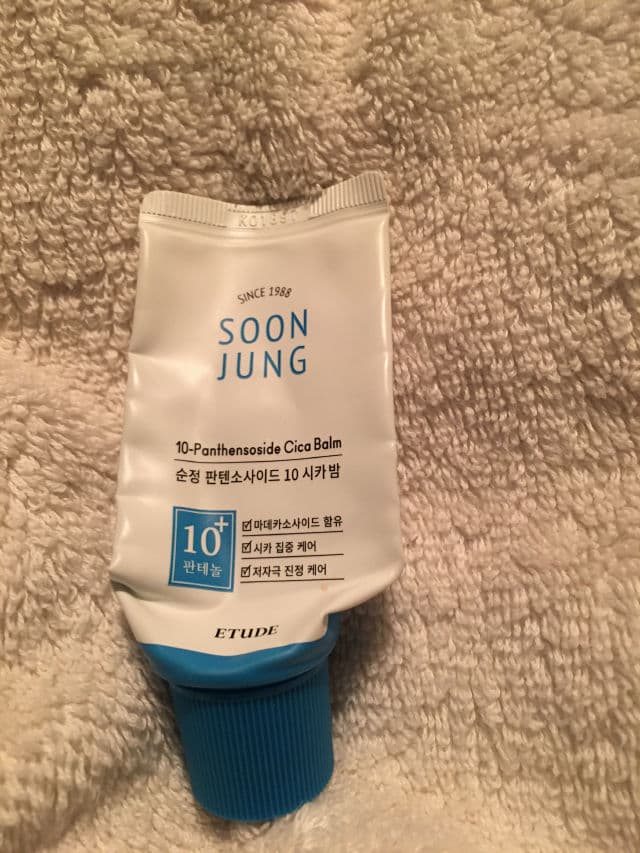 SINCE 1988
SOON
JUNG
10-Panthensoside Cica Balm
순정 판텐소사이드 10 시카밤
10+
판테놀
☑ 마데카소사이드 함유
☑ 시카 집중 케어
☑ 저자극 진정 케어
ETUDE